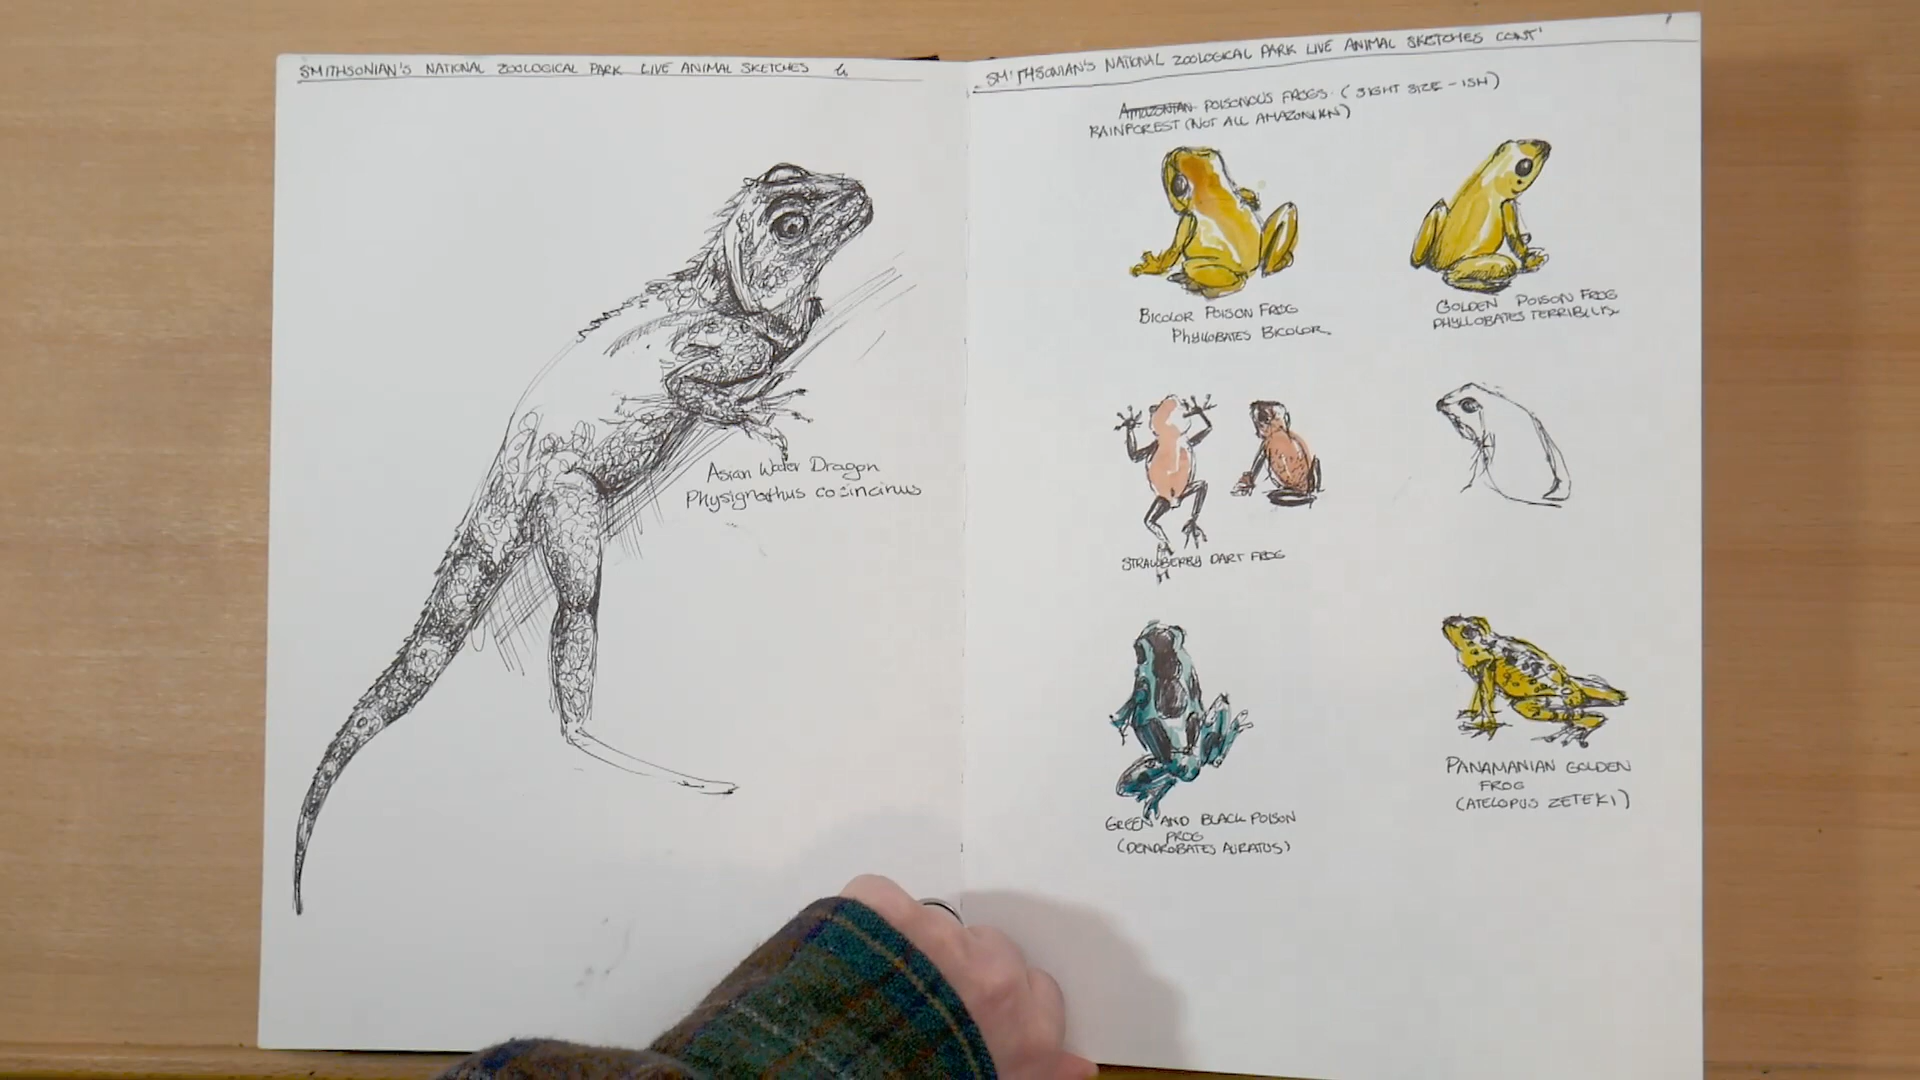 SMITHSONIAN'S NATIONAL ZOOLOGICAL PARK LIVE ANIMAL SKETCHES
Asian Water Dragon
Physignathus cocincinus
SMITHSONIAN'S NATIONAL ZOOLOGICAL PARK LIVE ANIMAL SKETCHES CONT'
AMAZONIAN POISONOUS FROGS. (SIGHT SIZE-ISH)
RAINFOREST (NOT ALL AMAZONIAN)
BICOLOR POISON FROG
PHYLLOBATES BICOLOR
GOLDEN POISON FROG
PHYLLOBATES TERRIBILIS
STRAWBERRY DART FROG
GREEN AND BLACK POISON
FROG
(DENDROBATES AURATUS)
PANAMANIAN GOLDEN
FROG
(ATELOPUS ZETEKI)